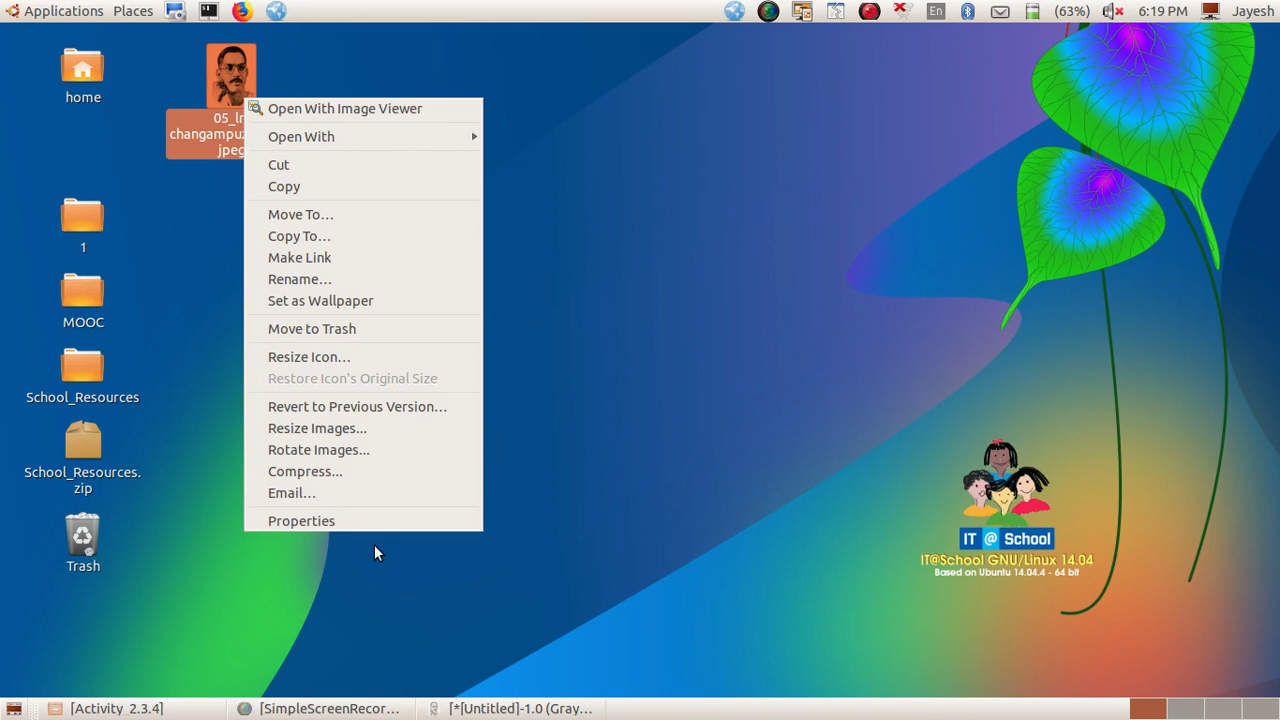 Applications Places
En
(63%)
6:19 PM
Jayesh
home
05_lr
changampuz
jpeg
1
MOOC
School_Resources
School_Resources.
zip
Trash
Open With Image Viewer
Open With
Cut
Copy
Move To…
Copy To…
Make Link
Rename…
Set as Wallpaper
Move to Trash
Resize Icon…
Restore Icon's Original Size
Revert to Previous Version…
Resize Images...
Rotate Images...
Compress...
Email…
Properties
IT @ School
IT@School GNU/Linux 14.04
Based on Ubuntu 14.04.4 - 64 bit
[Activity_2.3.4]
[SimpleScreenRecor...
[*[Untitled]-1.0 (Gray...